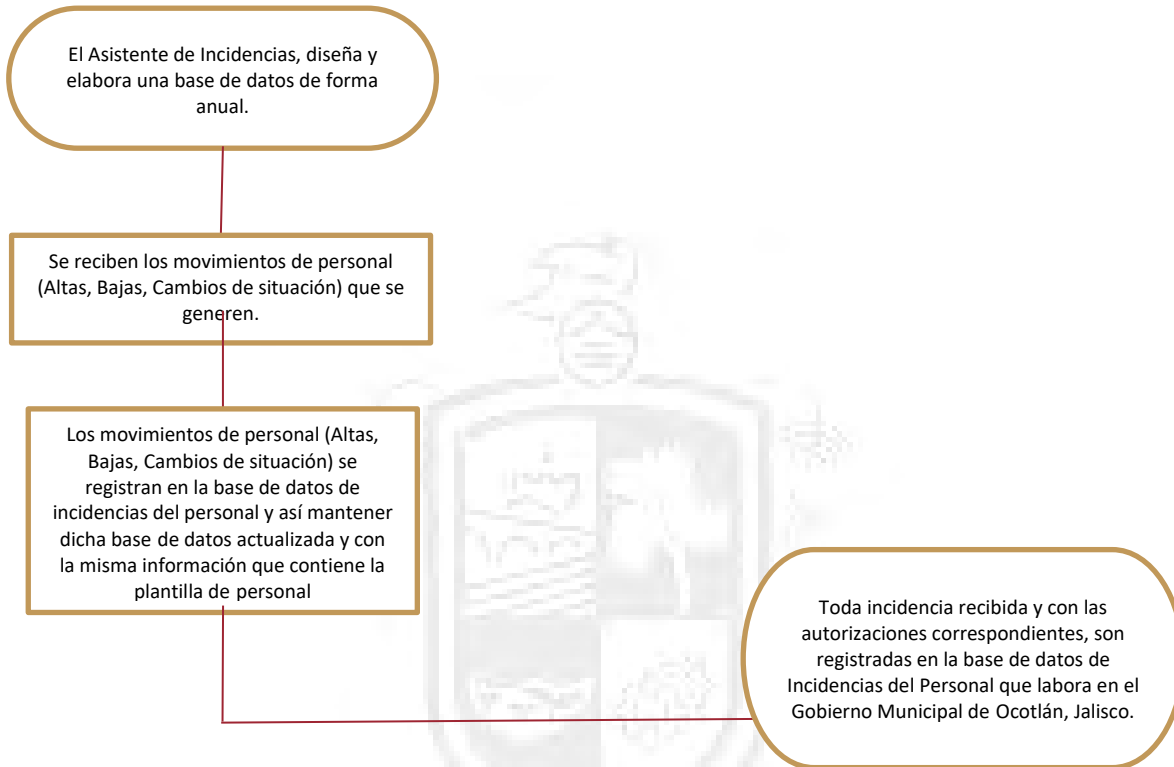 El Asistente de Incidencias, diseña y
elabora una base de datos de forma
anual.
Se reciben los movimientos de personal
(Altas, Bajas, Cambios de situación) que se
generen.
Los movimientos de personal (Altas,
Bajas, Cambios de situación) se
registran en la base de datos de
incidencias del personal y así mantener
dicha base de datos actualizada y con
la misma información que contiene la
plantilla de personal
Toda incidencia recibida y con las
autorizaciones correspondientes, son
registradas en la base de datos de
Incidencias del Personal que labora en el
Gobierno Municipal de Ocotlán, Jalisco.